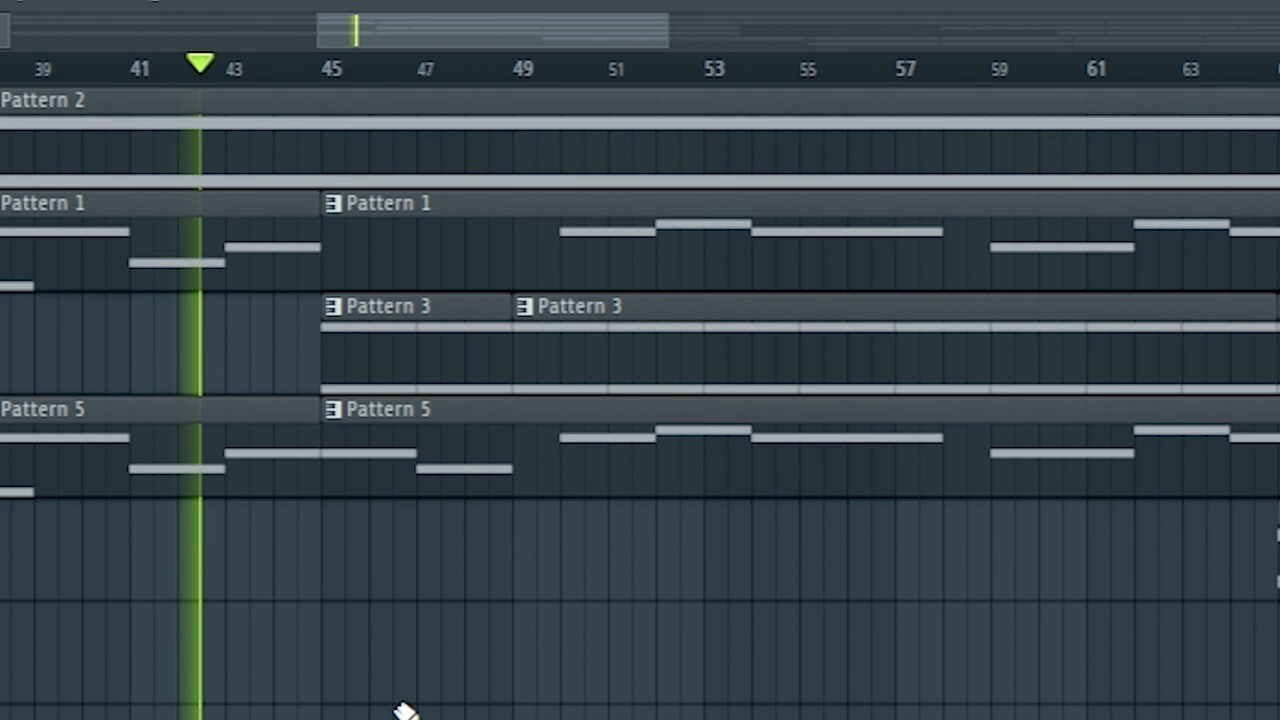 39 41 43 45 47 49 51 53 55 57 59 61 63
Pattern 2
Pattern 1 Pattern 1
Pattern 3 Pattern 3
Pattern 5 Pattern 5